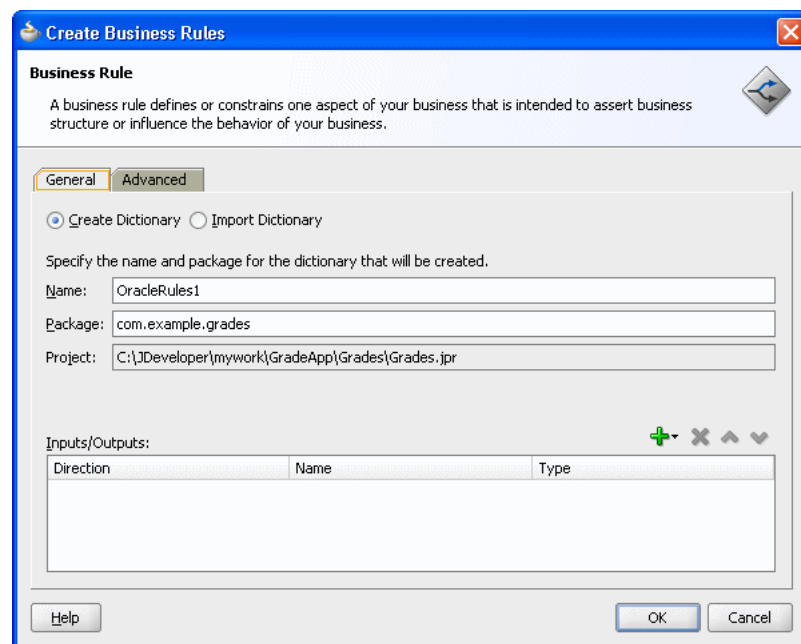 Create Business Rules
Business Rule
A business rule defines or constrains one aspect of your business that is intended to assert business
structure or influence the behavior of your business.
General Advanced
Create Dictionary Import Dictionary
Specify the name and package for the dictionary that will be created.
Name: OracleRules1
Package: com.example.grades
Project: C:\JDeveloper\mywork\GradeApp\Grades\Grades.jpr
Inputs/Outputs:
Direction Name Type
Help OK Cancel